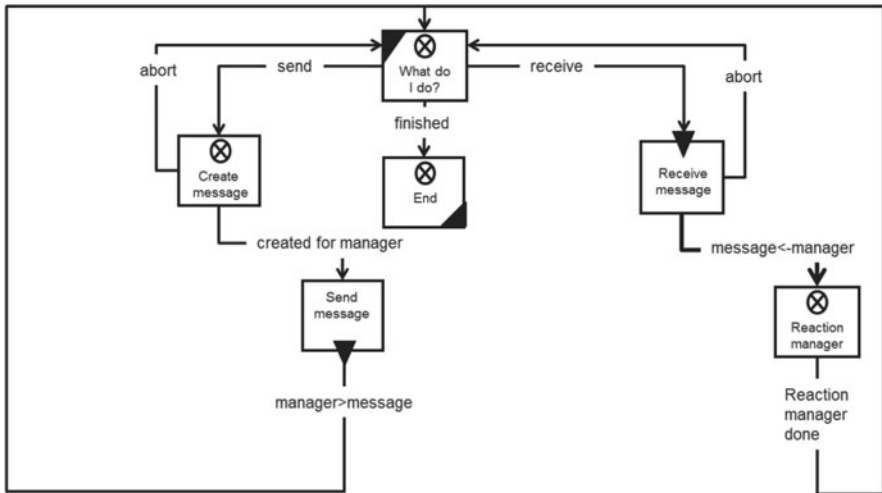 abort
send
What do
I do?
receive
abort
finished
Create
message
End
Receive
message
created for manager
message<-manager
Send
message
Reaction
manager
manager>message
Reaction
manager
done